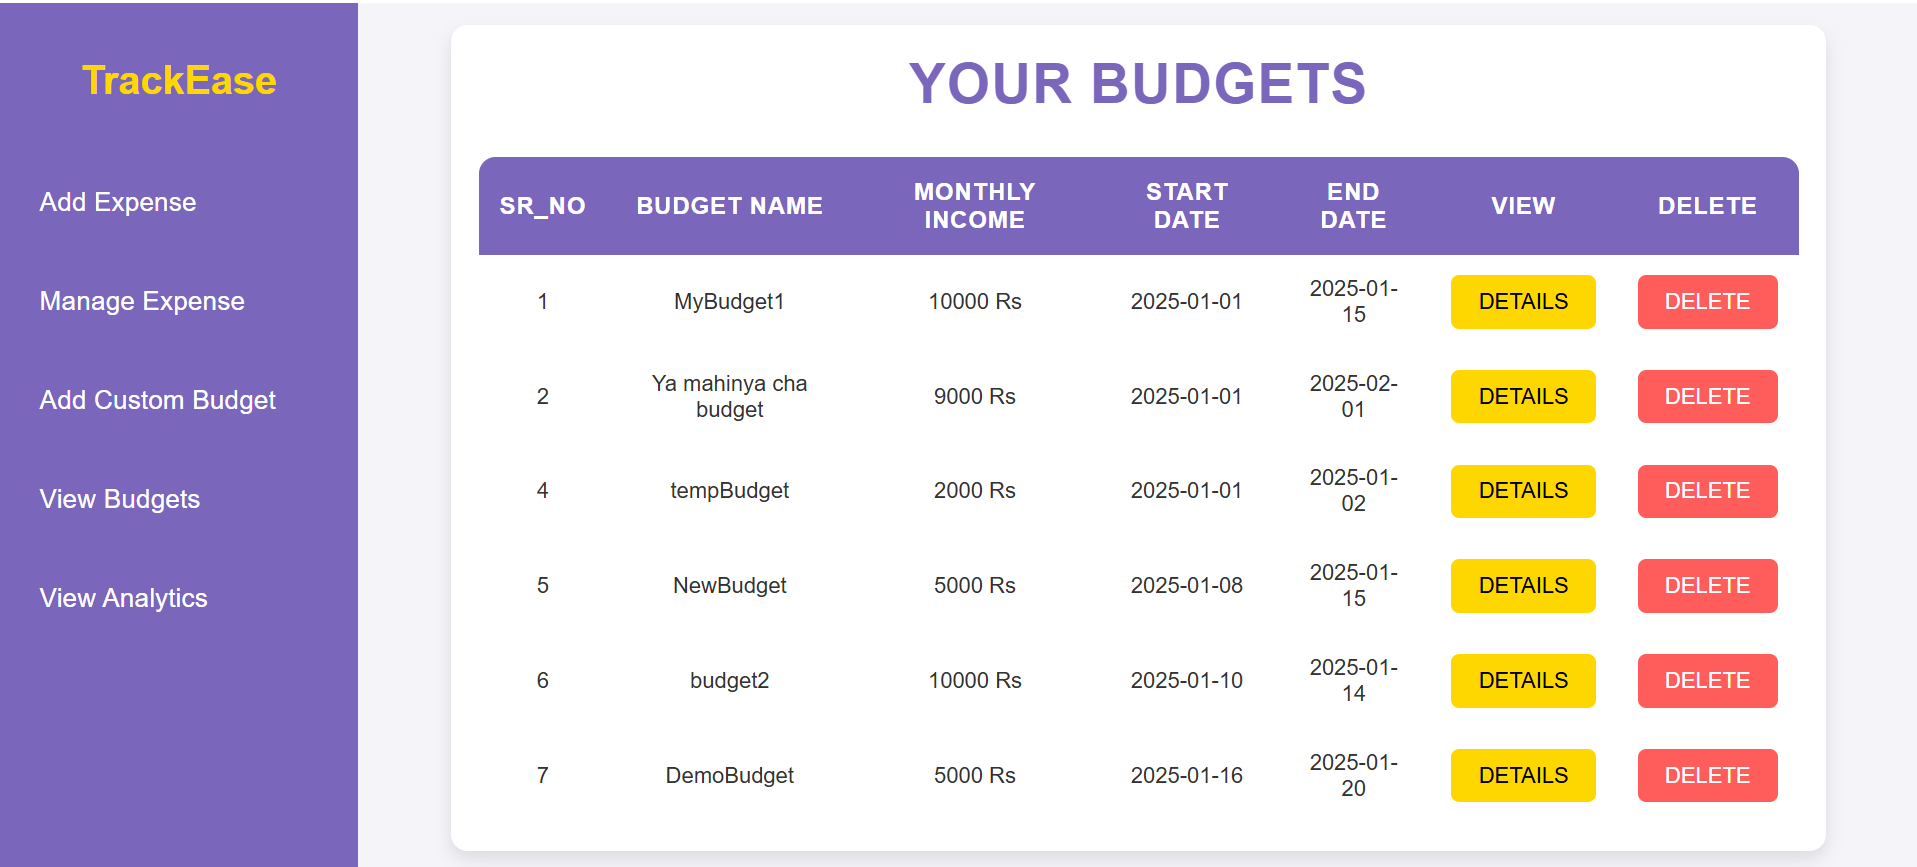 TrackEase
Add Expense
Manage Expense
Add Custom Budget
View Budgets
View Analytics
YOUR BUDGETS
SR_NO BUDGET NAME MONTHLY INCOME START DATE END DATE VIEW DELETE
1 MyBudget1 10000 Rs 2025-01-01 2025-01-15 DETAILS DELETE
2 Ya mahinya cha budget 9000 Rs 2025-01-01 2025-02-01 DETAILS DELETE
4 tempBudget 2000 Rs 2025-01-01 2025-01-02 DETAILS DELETE
5 NewBudget 5000 Rs 2025-01-08 2025-01-15 DETAILS DELETE
6 budget2 10000 Rs 2025-01-10 2025-01-14 DETAILS DELETE
7 DemoBudget 5000 Rs 2025-01-16 2025-01-20 DETAILS DELETE